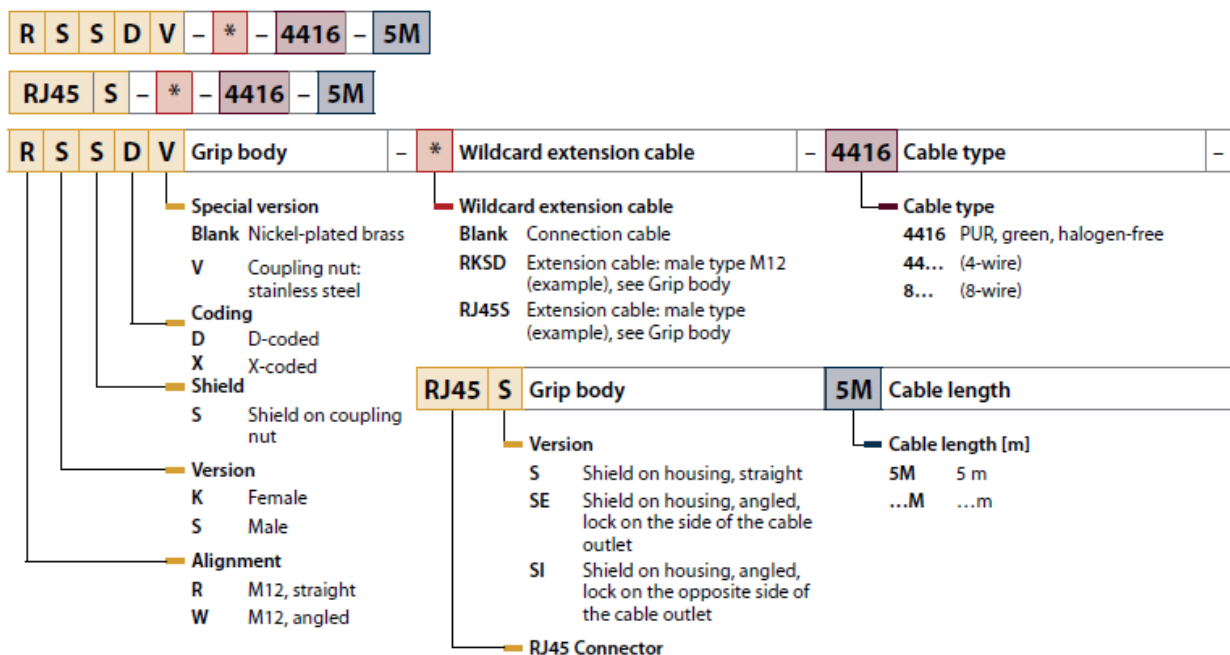 R S S D V – * – 4416 – 5M
RJ45 S – * – 4416 – 5M
R S S D V Grip body – * Wildcard extension cable – 4416 Cable type –
Special version
Blank Nickel-plated brass
V Coupling nut:
stainless steel
Coding
D D-coded
X X-coded
Shield
S Shield on coupling
nut
Version
K Female
S Male
Alignment
R M12, straight
W M12, angled
Wildcard extension cable
Blank Connection cable
RKSD Extension cable: male type M12
(example), see Grip body
RJ45S Extension cable: male type
(example), see Grip body
Cable type
4416 PUR, green, halogen-free
44... (4-wire)
8... (8-wire)
RJ45 S Grip body 5M Cable length
Version
S Shield on housing, straight
SE Shield on housing, angled,
lock on the side of the cable
outlet
SI Shield on housing, angled,
lock on the opposite side of
the cable outlet
RJ45 Connector
Cable length [m]
5M 5 m
...M ...m